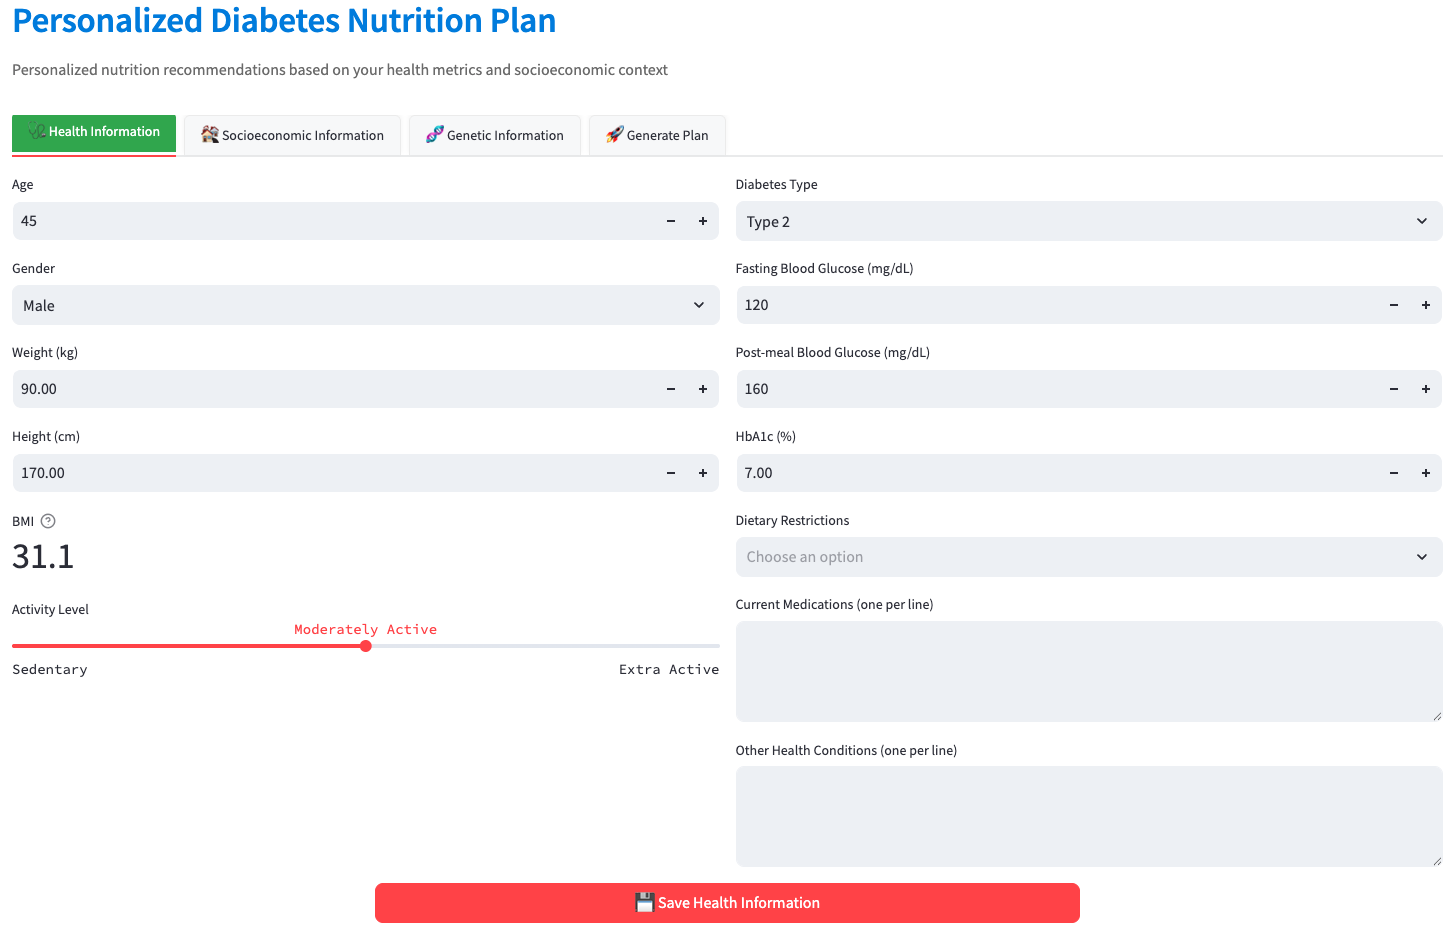 Personalized Diabetes Nutrition Plan
Personalized nutrition recommendations based on your health metrics and socioeconomic context
Health Information
Socioeconomic Information
Genetic Information
Generate Plan
Age
45
Gender
Male
Weight (kg)
90.00
Height (cm)
170.00
BMI
31.1
Activity Level
Moderately Active
Sedentary
Extra Active
Diabetes Type
Type 2
Fasting Blood Glucose (mg/dL)
120
Post-meal Blood Glucose (mg/dL)
160
HbA1c (%)
7.00
Dietary Restrictions
Choose an option
Current Medications (one per line)
Other Health Conditions (one per line)
Save Health Information